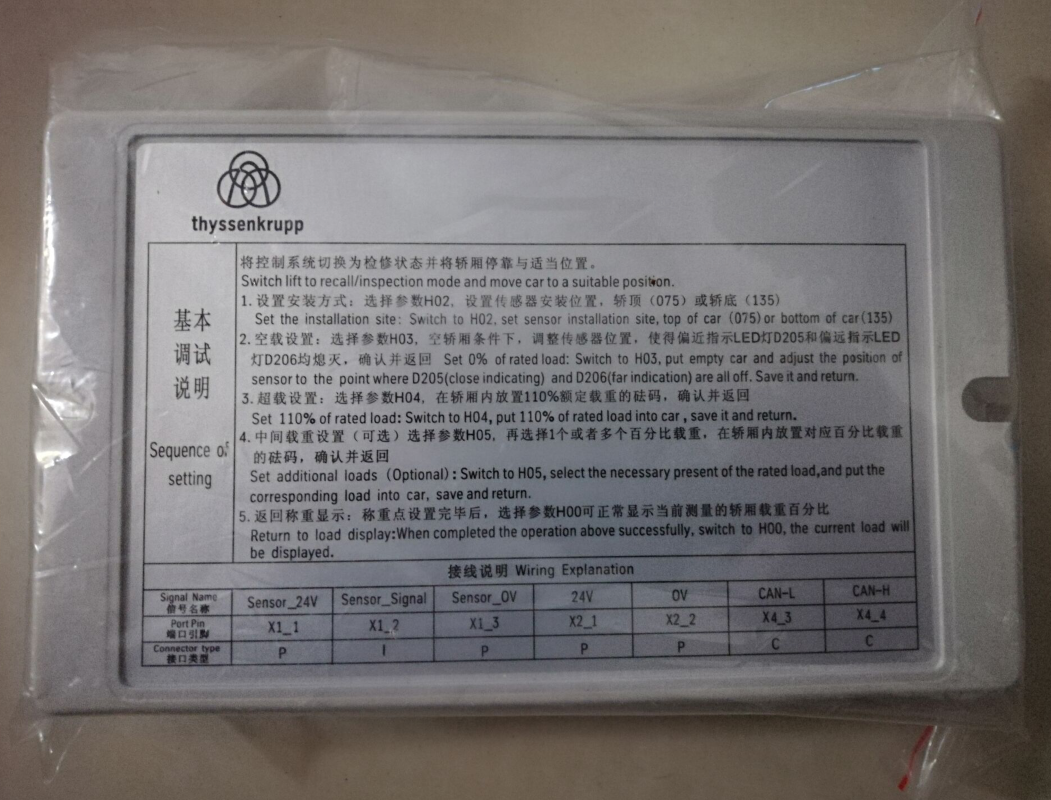 thyssenkrupp
基本
调试
说明
Sequence of
setting
将控制系统切换为检修状态并将轿厢停靠与适当位置。
Switch lift to recall/inspection mode and move car to a suitable position.
1. 设置安装方式：选择参数H02，设置传感器安装位置，轿顶（075）或轿底（135）
Set the installation site: Switch to H02, set sensor installation site, top of car (075) or bottom of car(135)
2. 空载设置：选择参数H03，空轿厢条件下，调整传感器位置，使得偏近指示LED灯D205和偏远指示LED
灯D206均熄灭，确认并返回 Set 0% of rated load: Switch to H03, put empty car and adjust the position of
sensor to the point where D205(close indicating) and D206(far indication) are all off. Save it and return.
3. 超载设置：选择参数H04，在轿厢内放置110%额定载重的砝码，确认并返回
Set 110% of rated load: Switch to H04, put 110% of rated load into car, save it and return.
4. 中间载重设置（可选）选择参数H05，再选择1个或者多个百分比载重，在轿厢内放置对应百分比载重
的砝码，确认并返回
Set additional loads (Optional): Switch to H05, select the necessary present of the rated load,and put the
corresponding load into car, save and return.
5. 返回称重显示：称重点设置完毕后，选择参数H00可正常显示当前测量的轿厢载重百分比
Return to load display:When completed the operation above successfully, switch to H00, the current load will
be displayed.
接线说明 Wiring Explanation
Signal Name 信号名称 Sensor_24V Sensor_Signal Sensor_0V 24V 0V CAN-L CAN-H
Port Pin 端口引脚 X1_1 X1_2 X1_3 X2_1 X2_2 X4_3 X4_4
Connector type 接口类型 P I P P P C C